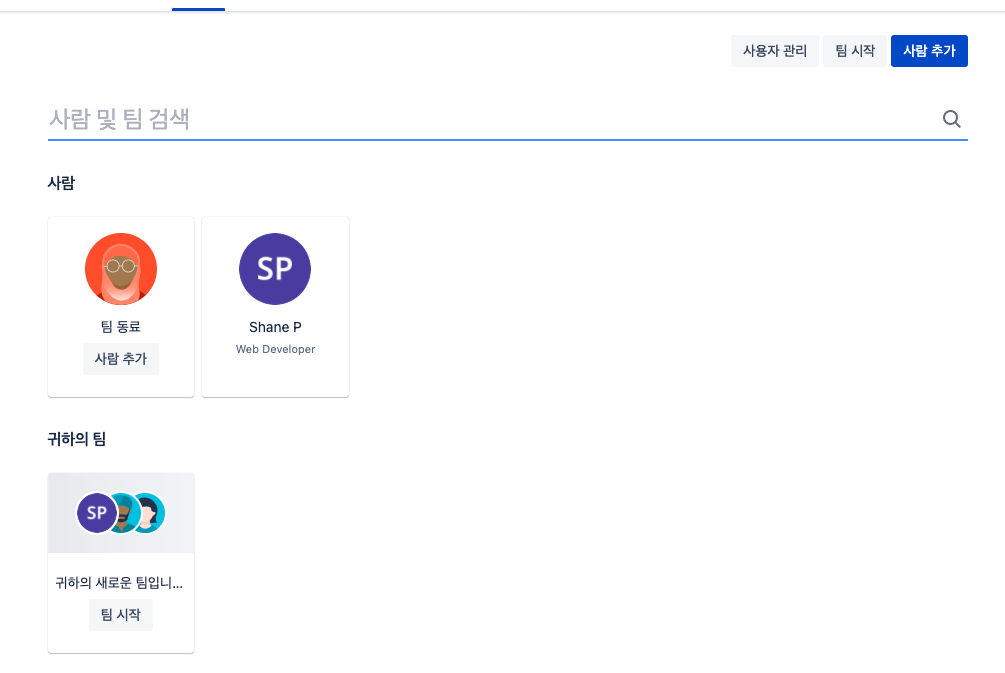 사용자 관리
팀 시작
사람 추가
사람 및 팀 검색
사람
SP
팀 동료
Shane P
사람 추가
Web Developer
귀하의 팀
SP
귀하의 새로운 팀입니...
팀 시작